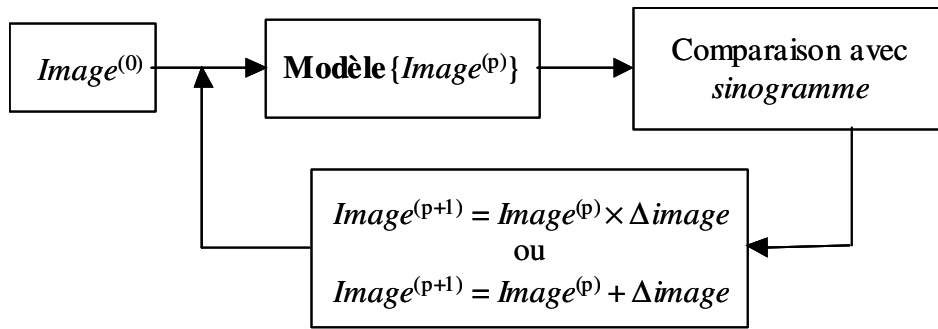 Image⁽⁰⁾
Modèle{Image⁽ᵖ⁾}
Comparaison avec
sinogramme
Image⁽ᵖ⁺¹⁾ = Image⁽ᵖ⁾ × Δimage
ou
Image⁽ᵖ⁺¹⁾ = Image⁽ᵖ⁾ + Δimage